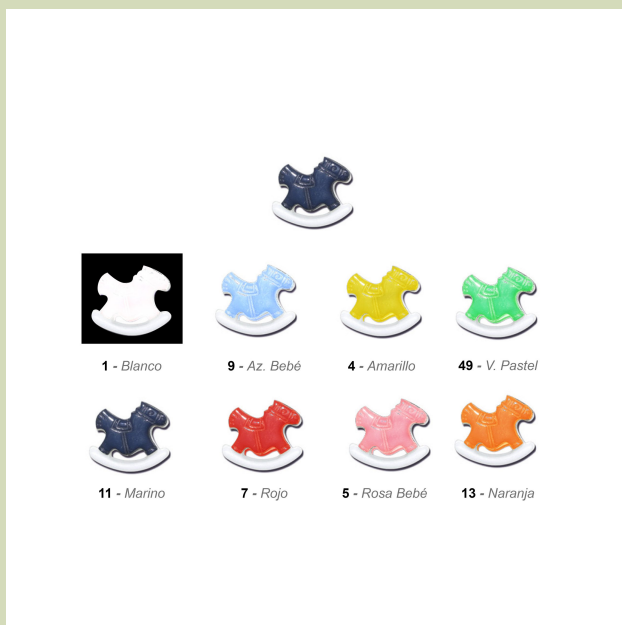 1 - Blanco
9 - Az. Bebé
4 - Amarillo
49 - V. Pastel
11 - Marino
7 - Rojo
5 - Rosa Bebé
13 - Naranja